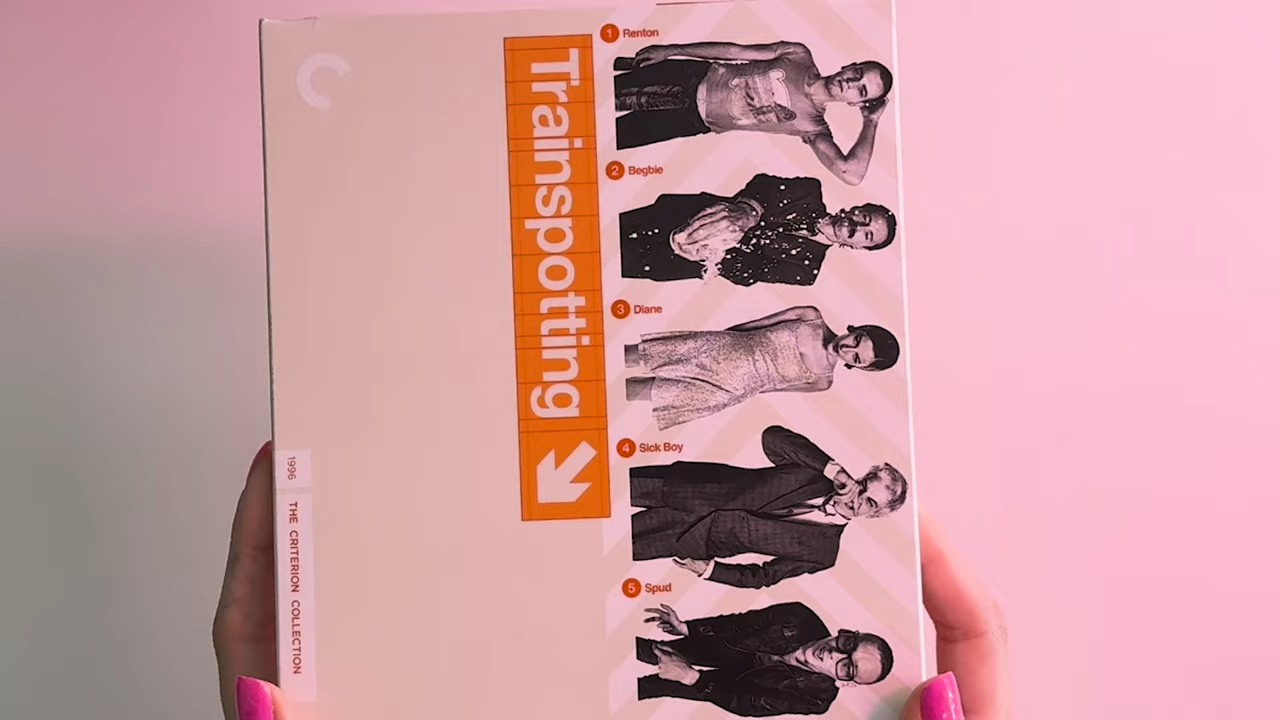 1 Renton
2 Begbie
3 Diane
4 Sick Boy
5 Spud
Trainspotting
1996 THE CRITERION COLLECTION